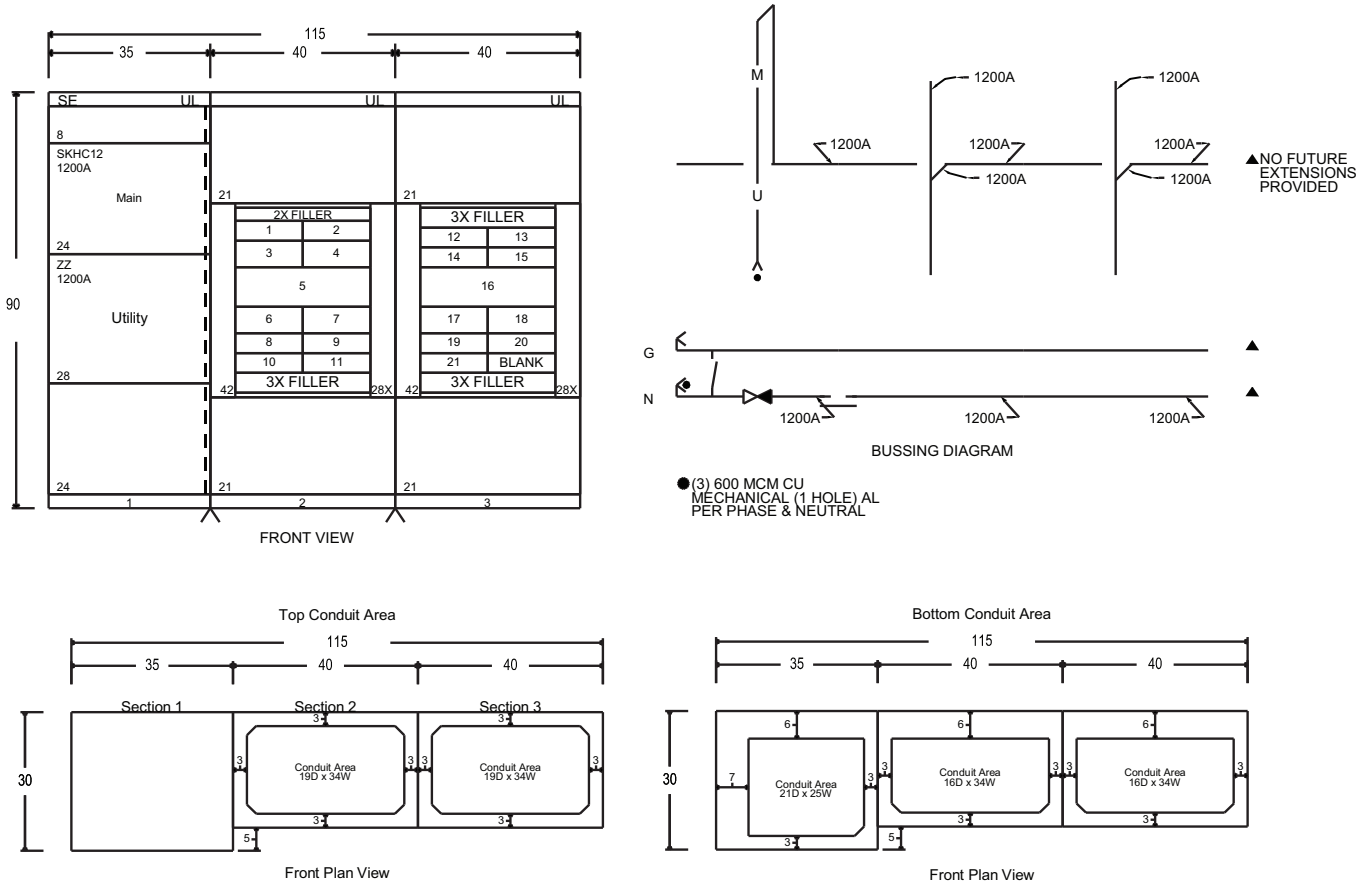 115
35
40
40
90
SE
UL
UL
UL
8
SKHC12
1200A
Main
24
ZZ
1200A
Utility
28
24
1
21
2X FILLER
1
2
3
4
5
6
7
8
9
10
11
3X FILLER
42
28X
21
2
21
3X FILLER
12
13
14
15
16
17
18
19
20
21
BLANK
3X FILLER
42
28X
21
3
FRONT VIEW
M
U
1200A
1200A
1200A
1200A
1200A
1200A
1200A
NO FUTURE
EXTENSIONS
PROVIDED
G
N
1200A
1200A
1200A
BUSSING DIAGRAM
(3) 600 MCM CU
MECHANICAL (1 HOLE) AL
PER PHASE & NEUTRAL
Top Conduit Area
115
35
40
40
Section 1
Section 2
Section 3
30
3
3
3
3
3
3
3
3
Conduit Area
19D x 34W
Conduit Area
19D x 34W
5
Front Plan View
Bottom Conduit Area
115
35
40
40
30
6
6
6
7
3
3
3
3
3
Conduit Area
21D x 25W
Conduit Area
16D x 34W
Conduit Area
16D x 34W
3
3
3
5
Front Plan View